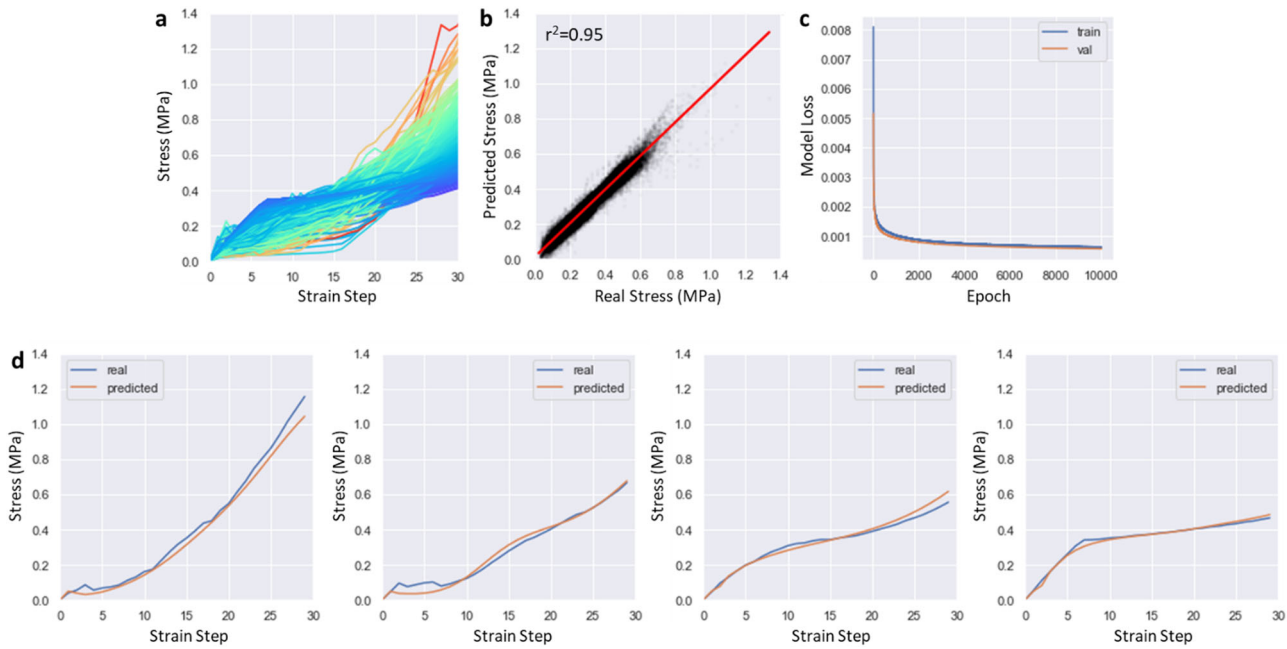 a
1.4
1.2
1.0
0.8
0.6
0.4
0.2
0.0
Stress (MPa)
0 5 10 15 20 25 30
Strain Step
b
r²=0.95
1.4
1.2
1.0
0.8
0.6
0.4
0.2
0.0
Predicted Stress (MPa)
0.0 0.2 0.4 0.6 0.8 1.0 1.2 1.4
Real Stress (MPa)
c
train
val
0.008
0.007
0.006
0.005
0.004
0.003
0.002
0.001
Model Loss
0 2000 4000 6000 8000 10000
Epoch
d
real
predicted
1.4
1.2
1.0
0.8
0.6
0.4
0.2
0.0
Stress (MPa)
0 5 10 15 20 25 30
Strain Step
real
predicted
1.4
1.2
1.0
0.8
0.6
0.4
0.2
0.0
Stress (MPa)
0 5 10 15 20 25 30
Strain Step
real
predicted
1.4
1.2
1.0
0.8
0.6
0.4
0.2
0.0
Stress (MPa)
0 5 10 15 20 25 30
Strain Step
real
predicted
1.4
1.2
1.0
0.8
0.6
0.4
0.2
0.0
Stress (MPa)
0 5 10 15 20 25 30
Strain Step